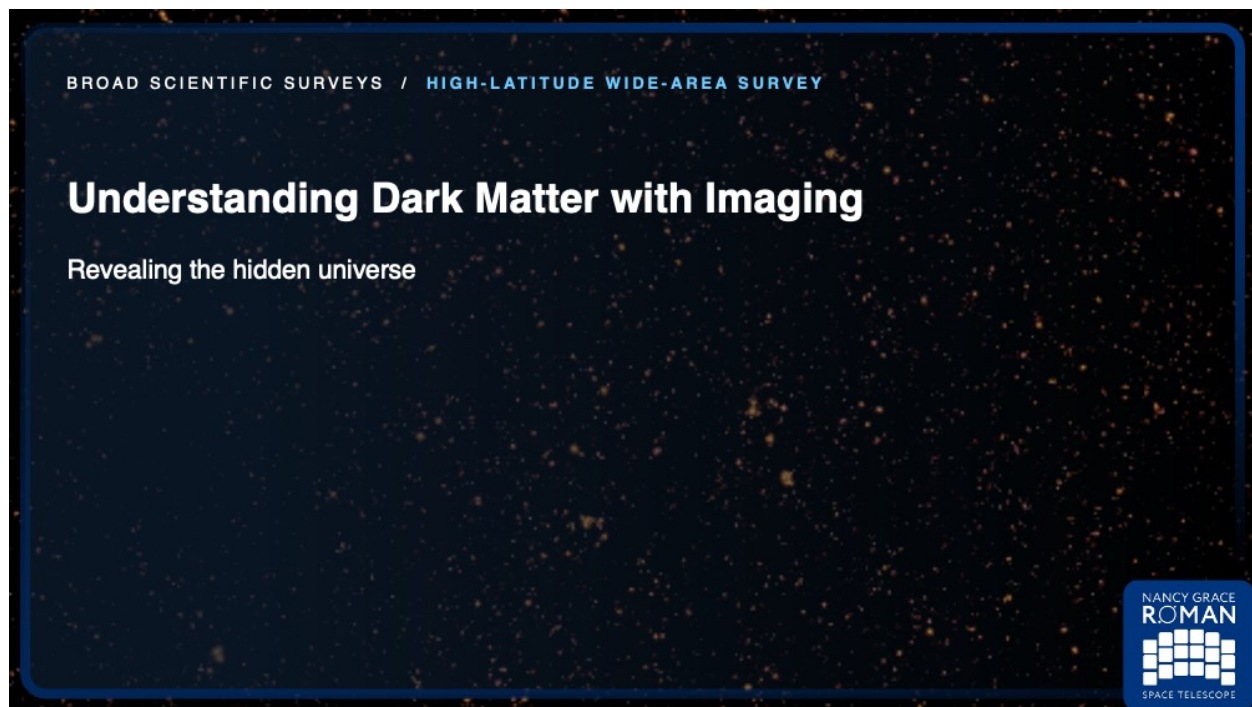 BROAD SCIENTIFIC SURVEYS / HIGH-LATITUDE WIDE-AREA SURVEY
Understanding Dark Matter with Imaging
Revealing the hidden universe
NANCY GRACE
ROMAN
SPACE TELESCOPE